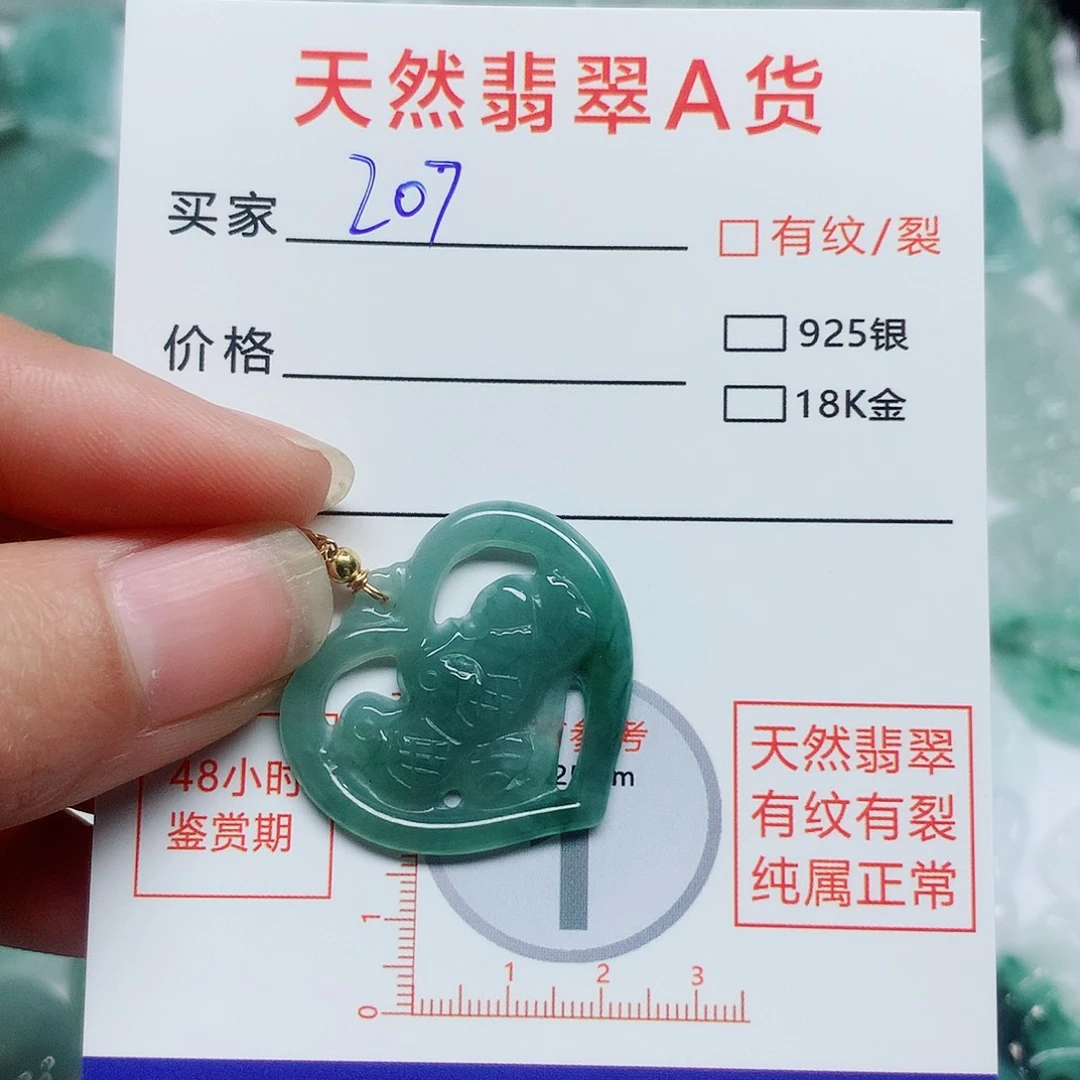 天然翡翠A货
买家 207
□有纹/裂
价格
925银
18K金
48小时
鉴赏期
参考
天然翡翠
有纹有裂
纯属正常
1
0
1 2 3